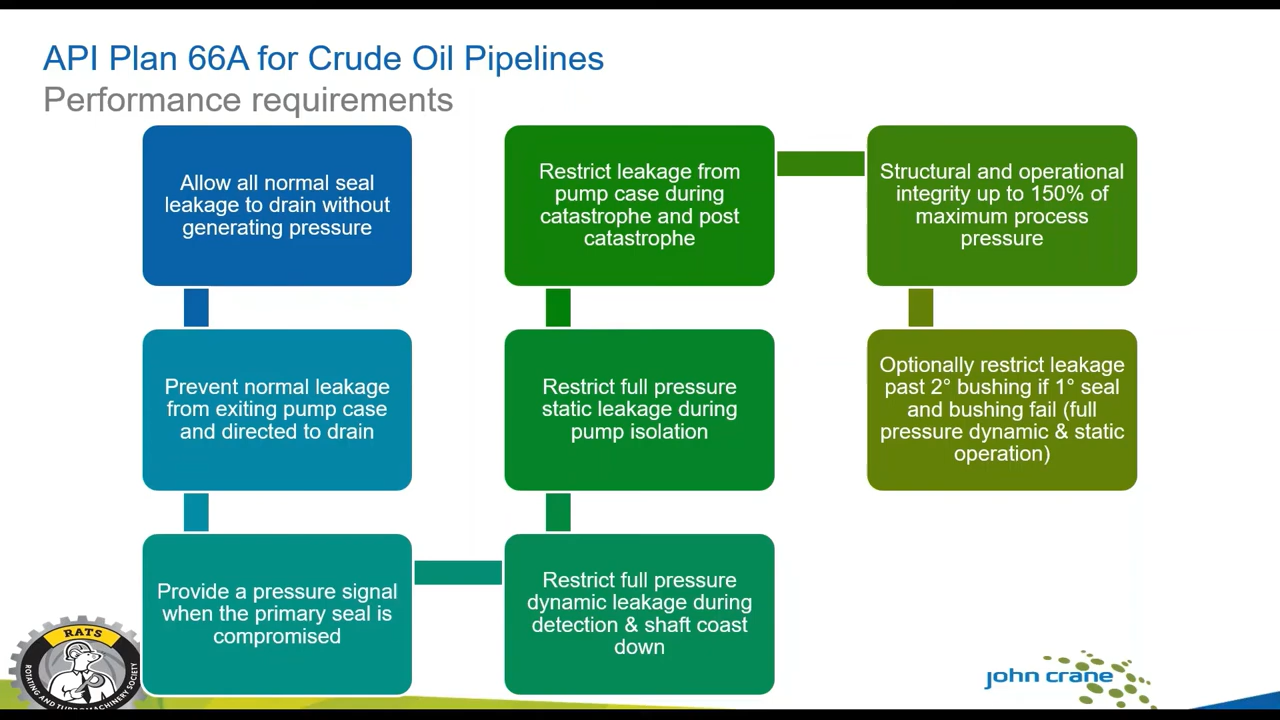 API Plan 66A for Crude Oil Pipelines
Performance requirements
Allow all normal seal
leakage to drain without
generating pressure
Prevent normal leakage
from exiting pump case
and directed to drain
Provide a pressure signal
when the primary seal is
compromised
Restrict full pressure
dynamic leakage during
detection & shaft coast
down
Restrict full pressure
static leakage during
pump isolation
Restrict leakage from
pump case during
catastrophe and post
catastrophe
Structural and operational
integrity up to 150% of
maximum process
pressure
Optionally restrict leakage
past 2° bushing if 1° seal
and bushing fail (full
pressure dynamic & static
operation)
RATS
ROTATING AND TURBOMACHINERY SOCIETY
john crane